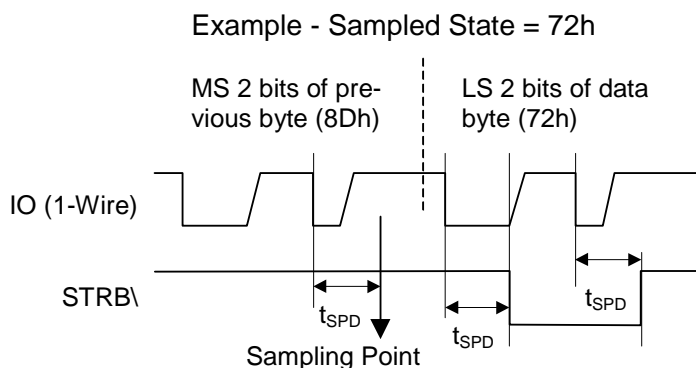 Example - Sampled State = 72h
MS 2 bits of pre-
vious byte (8Dh)
LS 2 bits of data
byte (72h)
IO (1-Wire)
STRB\
tSPD
tSPD
tSPD
Sampling Point